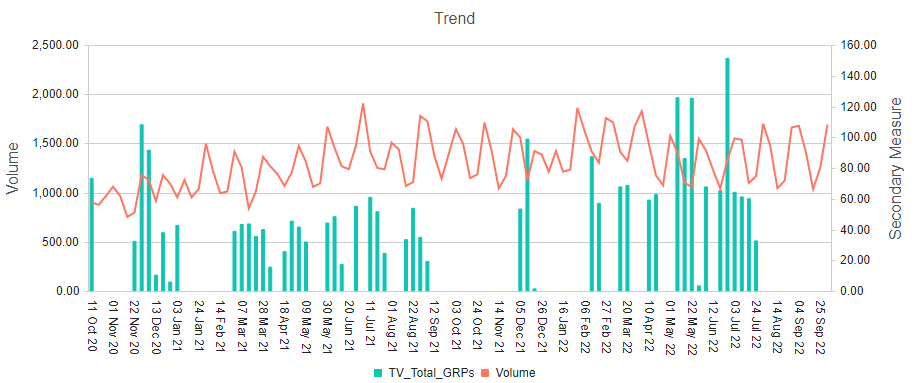 Trend
2,500.00
2,000.00
1,500.00
1,000.00
500.00
0.00
Volume
160.00
140.00
120.00
100.00
80.00
60.00
40.00
20.00
0.00
Secondary Measure
11 Oct 20
01 Nov 20
22 Nov 20
13 Dec 20
03 Jan 21
24 Jan 21
14 Feb 21
07 Mar 21
28 Mar 21
18 Apr 21
09 May 21
30 May 21
20 Jun 21
11 Jul 21
01 Aug 21
22 Aug 21
12 Sep 21
03 Oct 21
24 Oct 21
14 Nov 21
05 Dec 21
26 Dec 21
16 Jan 22
06 Feb 22
27 Feb 22
20 Mar 22
10 Apr 22
01 May 22
22 May 22
12 Jun 22
03 Jul 22
24 Jul 22
14 Aug 22
04 Sep 22
25 Sep 22
TV_Total_GRPs Volume